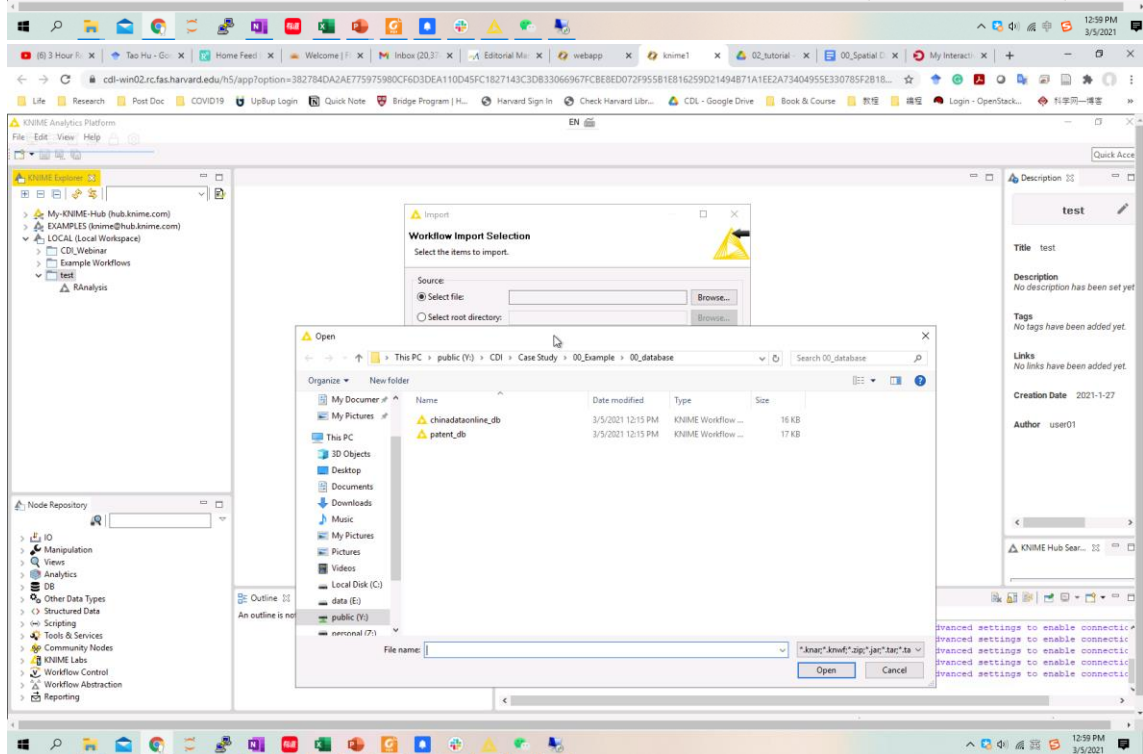 12:59 PM
3/5/2021
(6) 3 Hour R
Tao Hu - Go
Home Feed
Welcome | F
Inbox (20,37
Editorial Ma
webapp
knime1
02_tutorial -
00_Spatial D
My Interacti
cdl-win02.rc.fas.harvard.edu/h5/app?option=382784DA2AE775975980CF6D3DEA110D45FC1827143C3DB33066967FCBE8ED072F955B1E816259D21494B71A1EE2A73404955E330785F2B18...
Life
Research
Post Doc
COVID19
UpBup Login
Quick Note
Bridge Program | H...
Harvard Sign In
Check Harvard Libr...
CDL - Google Drive
Book & Course
教程
编程
Login - OpenStack...
科学网—博客
KNIME Analytics Platform
EN
File Edit View Help
Quick Acce
KNIME Explorer
My-KNIME-Hub (hub.knime.com)
EXAMPLES (knime@hub.knime.com)
LOCAL (Local Workspace)
CDI_Webinar
Example Workflows
test
RAnalysis
Import
Workflow Import Selection
Select the items to import.
Source:
Select file:
Browse...
Select root directory:
Browse...
Description
test
Title test
Description
No description has been set yet
Tags
No tags have been added yet.
Links
No links have been added yet.
Creation Date 2021-1-27
Author user01
Open
This PC > public (Y:) > CDI > Case Study > 00_Example > 00_database
Search 00_database
Organize
New folder
My Documer
My Pictures
This PC
3D Objects
Desktop
Documents
Downloads
Music
My Pictures
Pictures
Videos
Local Disk (C:)
data (E:)
public (Y:)
personal (Z:)
Name Date modified Type Size
chinadataonline_db 3/5/2021 12:15 PM KNIME Workflow ... 16 KB
patent_db 3/5/2021 12:15 PM KNIME Workflow ... 17 KB
File name:
*.knar;*.knwf;*.zip;*.jar;*.tar;*.ta
Open
Cancel
Node Repository
IO
Manipulation
Views
Analytics
DB
Other Data Types
Structured Data
Scripting
Tools & Services
Community Nodes
KNIME Labs
Workflow Control
Workflow Abstraction
Reporting
Outline
An outline is not
KNIME Hub Sear...
dvanced settings to enable connectic
dvanced settings to enable connectic
dvanced settings to enable connectic
dvanced settings to enable connectic
dvanced settings to enable connectic
12:59 PM
3/5/2021